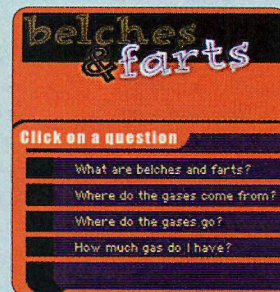 belches
& farts
Click on a question
What are belches and farts?
Where do the gases come from?
Where do the gases go?
How much gas do I have?